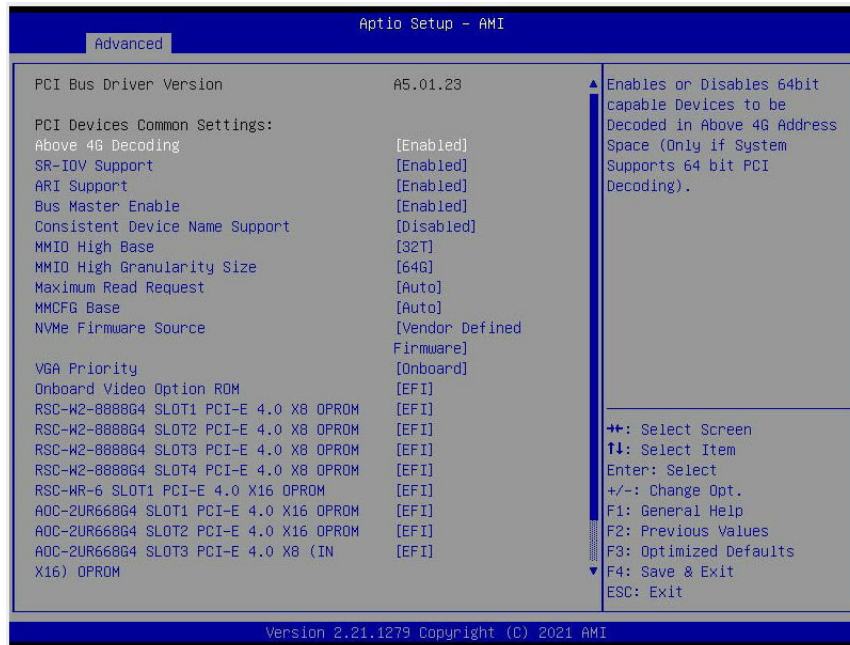 Aptio Setup - AMI
Advanced
PCI Bus Driver Version A5.01.23
PCI Devices Common Settings:
Above 4G Decoding [Enabled]
SR-IOV Support [Enabled]
ARI Support [Enabled]
Bus Master Enable [Enabled]
Consistent Device Name Support [Disabled]
MMIO High Base [32T]
MMIO High Granularity Size [64G]
Maximum Read Request [Auto]
MMCFG Base [Auto]
NVMe Firmware Source [Vendor Defined
Firmware]
VGA Priority [Onboard]
Onboard Video Option ROM [EFI]
RSC-W2-8888G4 SLOT1 PCI-E 4.0 X8 OPROM [EFI]
RSC-W2-8888G4 SLOT2 PCI-E 4.0 X8 OPROM [EFI]
RSC-W2-8888G4 SLOT3 PCI-E 4.0 X8 OPROM [EFI]
RSC-W2-8888G4 SLOT4 PCI-E 4.0 X8 OPROM [EFI]
RSC-WR-6 SLOT1 PCI-E 4.0 X16 OPROM [EFI]
AOC-2UR668G4 SLOT1 PCI-E 4.0 X16 OPROM [EFI]
AOC-2UR668G4 SLOT2 PCI-E 4.0 X16 OPROM [EFI]
AOC-2UR668G4 SLOT3 PCI-E 4.0 X8 (IN [EFI]
X16) OPROM
Enables or Disables 64bit
capable Devices to be
Decoded in Above 4G Address
Space (Only if System
Supports 64 bit PCI
Decoding).
→←: Select Screen
↑↓: Select Item
Enter: Select
+/-: Change Opt.
F1: General Help
F2: Previous Values
F3: Optimized Defaults
F4: Save & Exit
ESC: Exit
Version 2.21.1279 Copyright (C) 2021 AMI